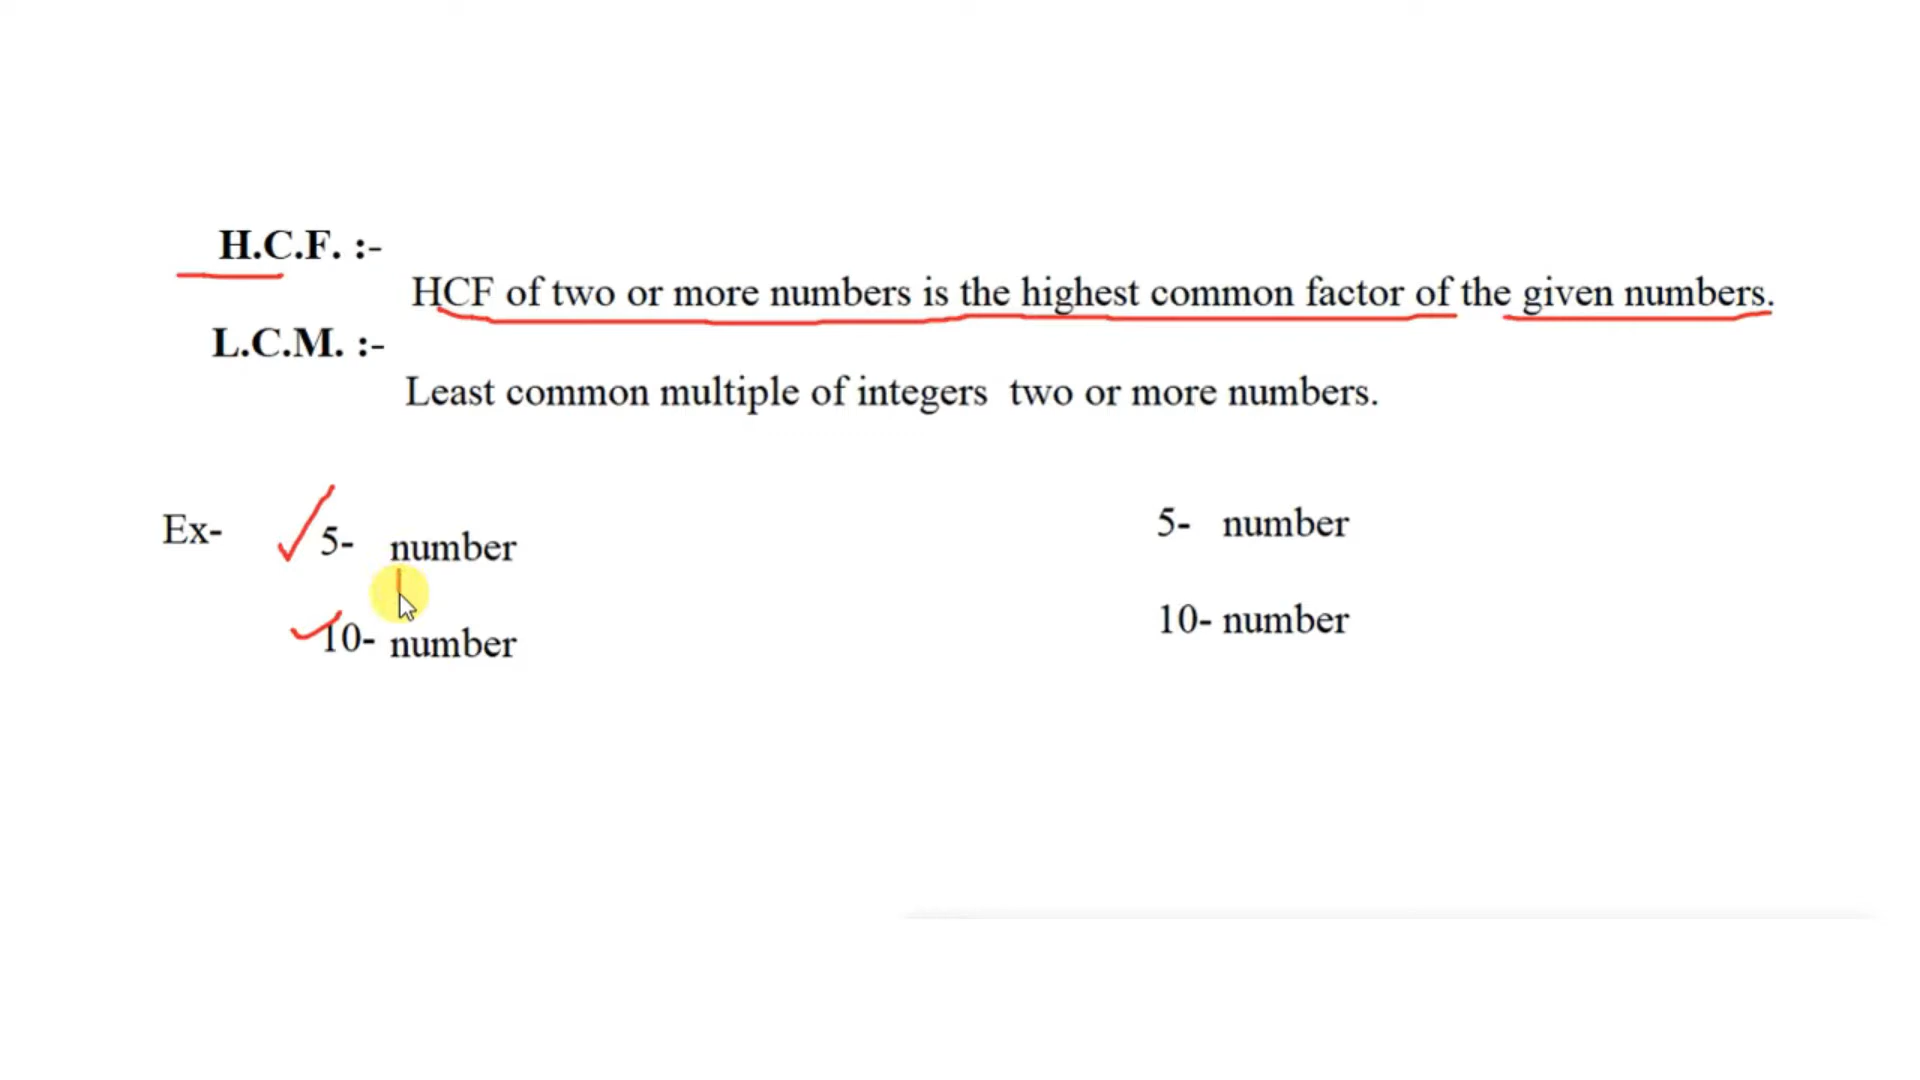 H.C.F. :-
HCF of two or more numbers is the highest common factor of the given numbers.
L.C.M. :-
Least common multiple of integers two or more numbers.
Ex- 5- number 5- number
10- number 10- number